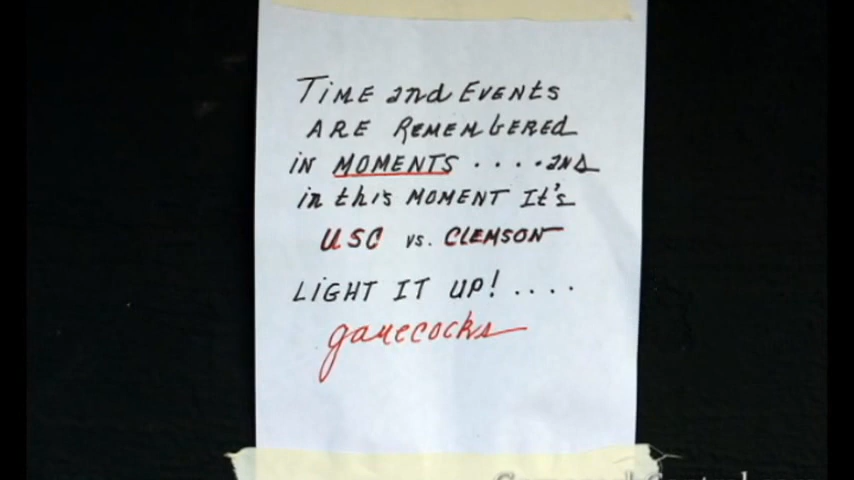 TiME and EVENTS
ARE REMEMBERED
iN MOMENTS ....and
in this MOMENT It's
USC vs. CLEMSON
LiGHT IT UP! ....
gamecocks